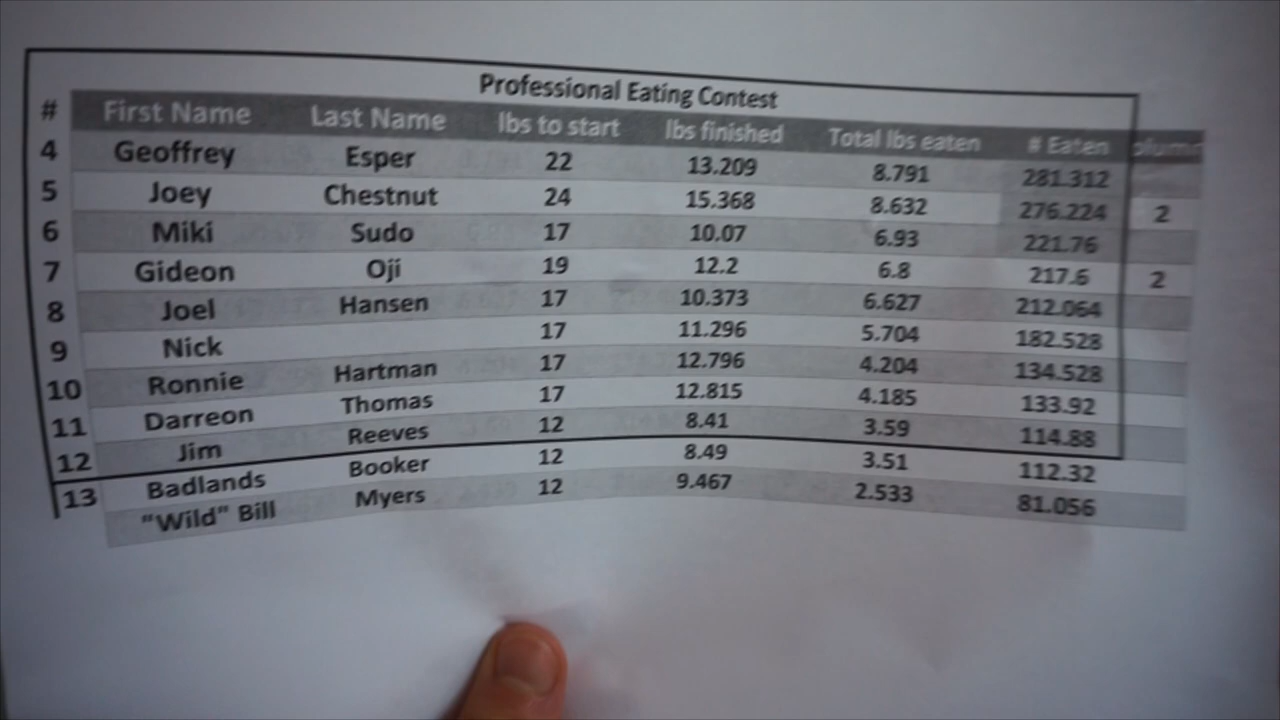 Professional Eating Contest
# First Name Last Name lbs to start lbs finished Total lbs eaten # Eaten
4 Geoffrey Esper 22 13.209 8.791 281.312
5 Joey Chestnut 24 15.368 8.632 276.224 2
6 Miki Sudo 17 10.07 6.93 221.76
7 Gideon Oji 19 12.2 6.8 217.6 2
8 Joel Hansen 17 10.373 6.627 212.064
9 Nick 17 11.296 5.704 182.528
10 Ronnie Hartman 17 12.796 4.204 134.528
11 Darreon Thomas 17 12.815 4.185 133.92
12 Jim Reeves 12 8.41 3.59 114.88
13 Badlands Booker 12 8.49 3.51 112.32
"Wild" Bill Myers 12 9.467 2.533 81.056